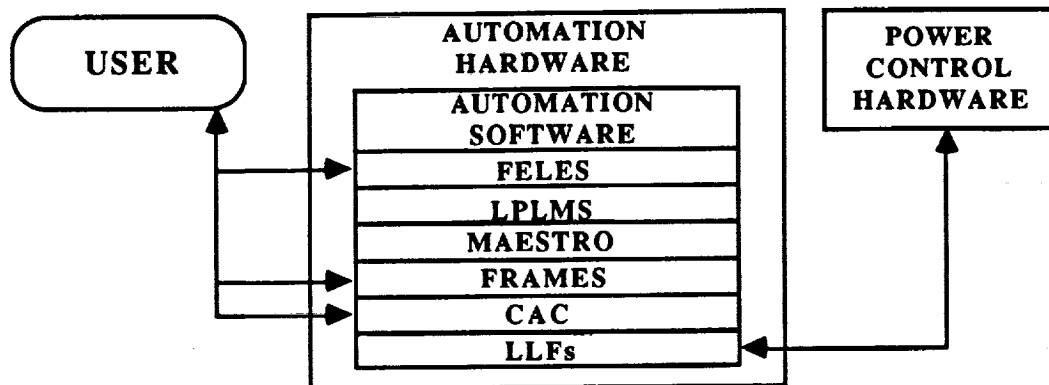 USER
AUTOMATION
HARDWARE
AUTOMATION
SOFTWARE
FELES
LPLMS
MAESTRO
FRAMES
CAC
LLFs
POWER
CONTROL
HARDWARE